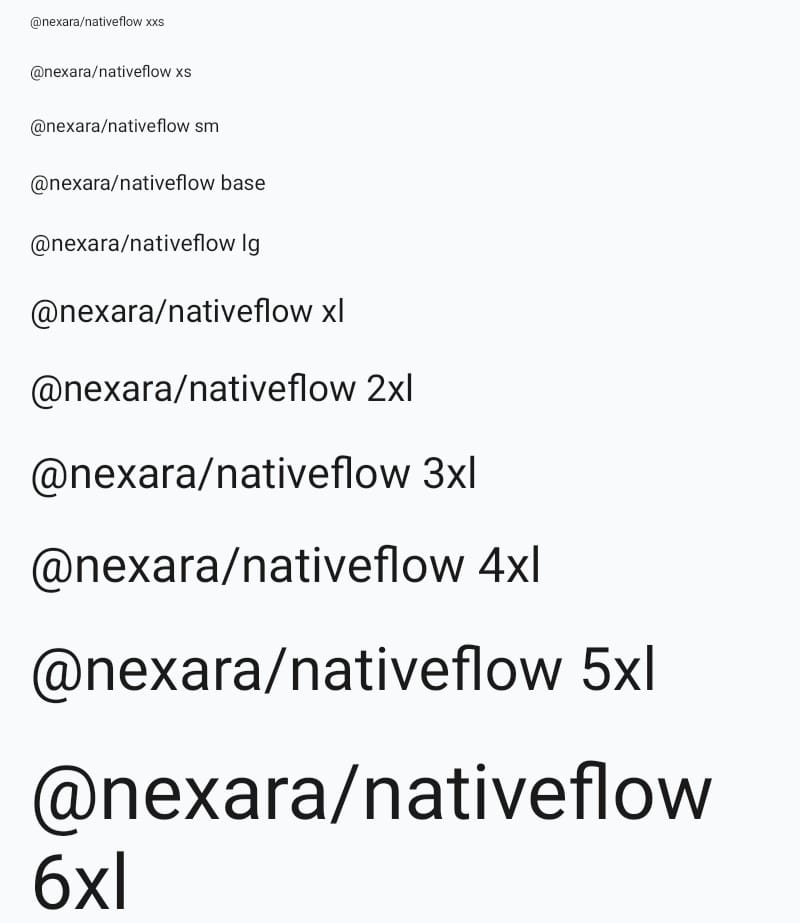 @nexara/nativeflow xxs
@nexara/nativeflow xs
@nexara/nativeflow sm
@nexara/nativeflow base
@nexara/nativeflow lg
@nexara/nativeflow xl
@nexara/nativeflow 2xl
@nexara/nativeflow 3xl
@nexara/nativeflow 4xl
@nexara/nativeflow 5xl
@nexara/nativeflow
6xl